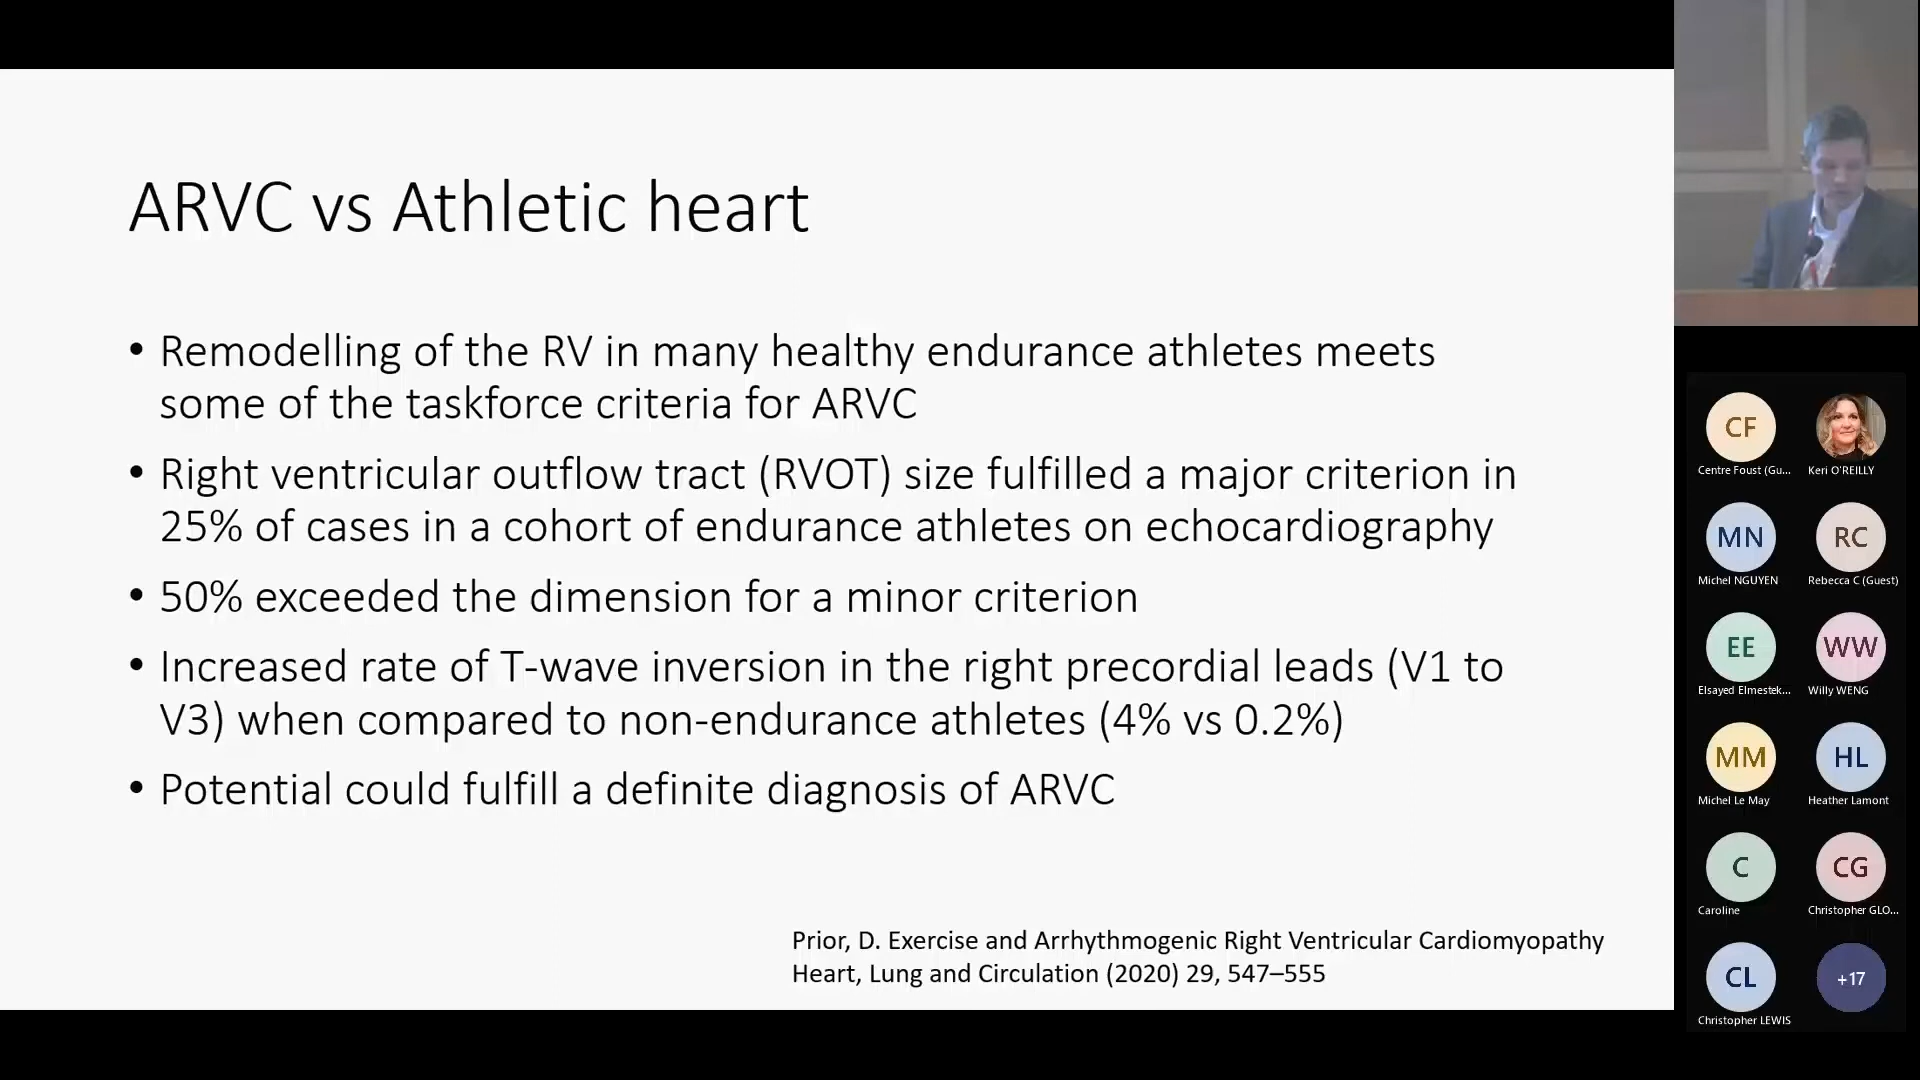 ARVC vs Athletic heart
• Remodelling of the RV in many healthy endurance athletes meets
some of the taskforce criteria for ARVC
• Right ventricular outflow tract (RVOT) size fulfilled a major criterion in
25% of cases in a cohort of endurance athletes on echocardiography
• 50% exceeded the dimension for a minor criterion
• Increased rate of T-wave inversion in the right precordial leads (V1 to
V3) when compared to non-endurance athletes (4% vs 0.2%)
• Potential could fulfill a definite diagnosis of ARVC
Prior, D. Exercise and Arrhythmogenic Right Ventricular Cardiomyopathy
Heart, Lung and Circulation (2020) 29, 547–555
CF
Centre Foust (Gu...
Keri O'REILLY
MN
Michel NGUYEN
RC
Rebecca C (Guest)
EE
Elsayed Elmestek...
WW
Willy WENG
MM
Michel Le May
HL
Heather Lamont
C
Caroline
CG
Christopher GLO...
CL
Christopher LEWIS
+17